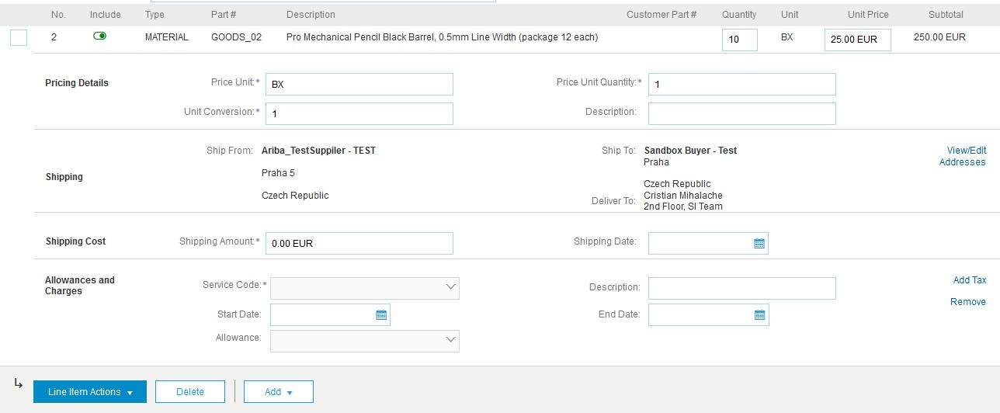 No. Include Type Part # Description Customer Part # Quantity Unit Unit Price Subtotal
2 MATERIAL GOODS_02 Pro Mechanical Pencil Black Barrel, 0.5mm Line Width (package 12 each) 10 BX 25.00 EUR 250.00 EUR
Pricing Details Price Unit:* BX Price Unit Quantity:* 1
Unit Conversion:* 1 Description:
Ship From: Ariba_TestSuppiler - TEST Ship To: Sandbox Buyer - Test View/Edit
Praha Addresses
Praha 5
Shipping
Czech Republic
Czech Republic
Cristian Mihalache
Deliver To: 2nd Floor, SI Team
Shipping Cost Shipping Amount:* 0.00 EUR Shipping Date:
Allowances and Service Code:* Description: Add Tax
Charges
Remove
Start Date: End Date:
Allowance:
Line Item Actions Delete Add